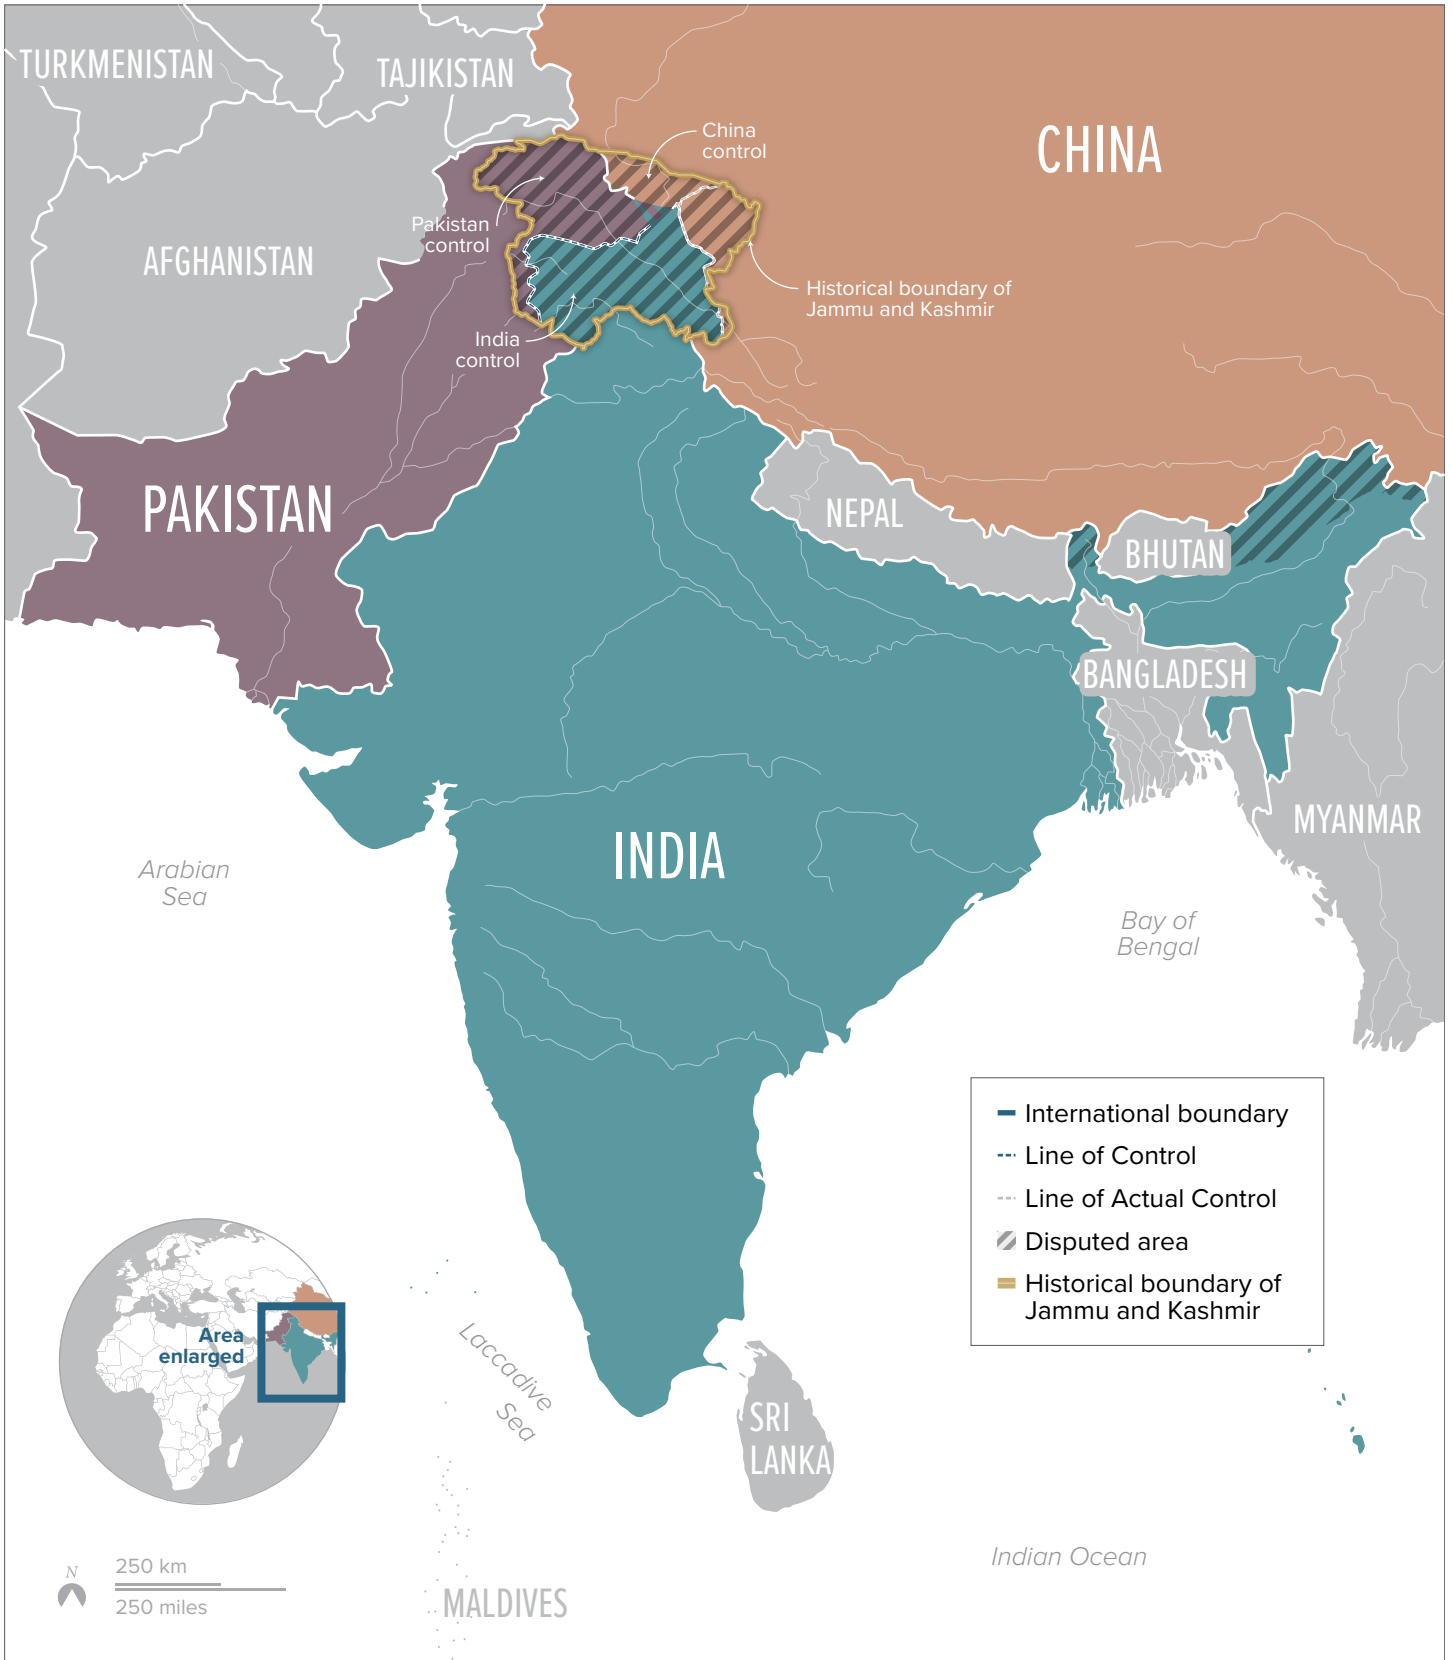 TURKMENISTAN
TAJIKISTAN
CHINA
China
control
Pakistan
control
AFGHANISTAN
Historical boundary of
Jammu and Kashmir
India
control
PAKISTAN
NEPAL
BHUTAN
BANGLADESH
MYANMAR
INDIA
Arabian
Sea
Bay of
Bengal
International boundary
Line of Control
Line of Actual Control
Disputed area
Historical boundary of
Jammu and Kashmir
Area
enlarged
Laccadive
Sea
SRI
LANKA
Indian Ocean
N
250 km
250 miles
MALDIVES